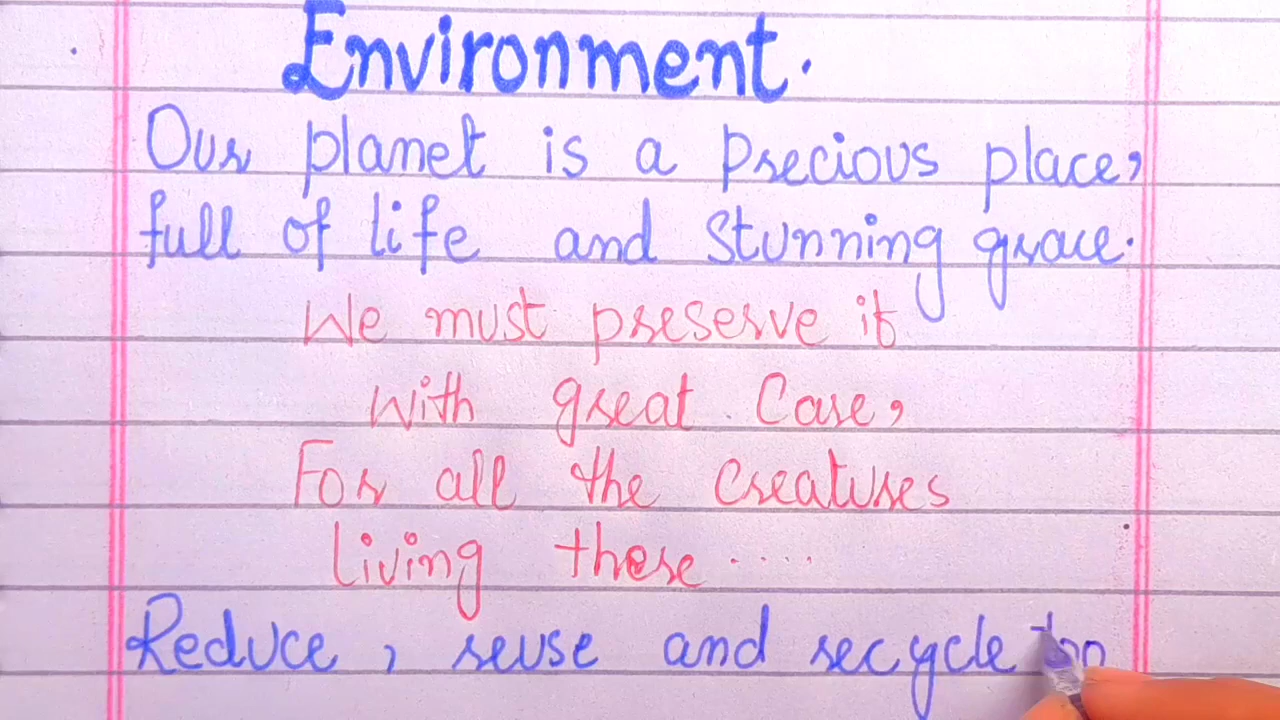 Environment.
Our planet is a precious place,
full of life and stunning grace.
We must preserve it
with great Care,
For all the creatures
living there.....
Reduce, reuse and recycle too